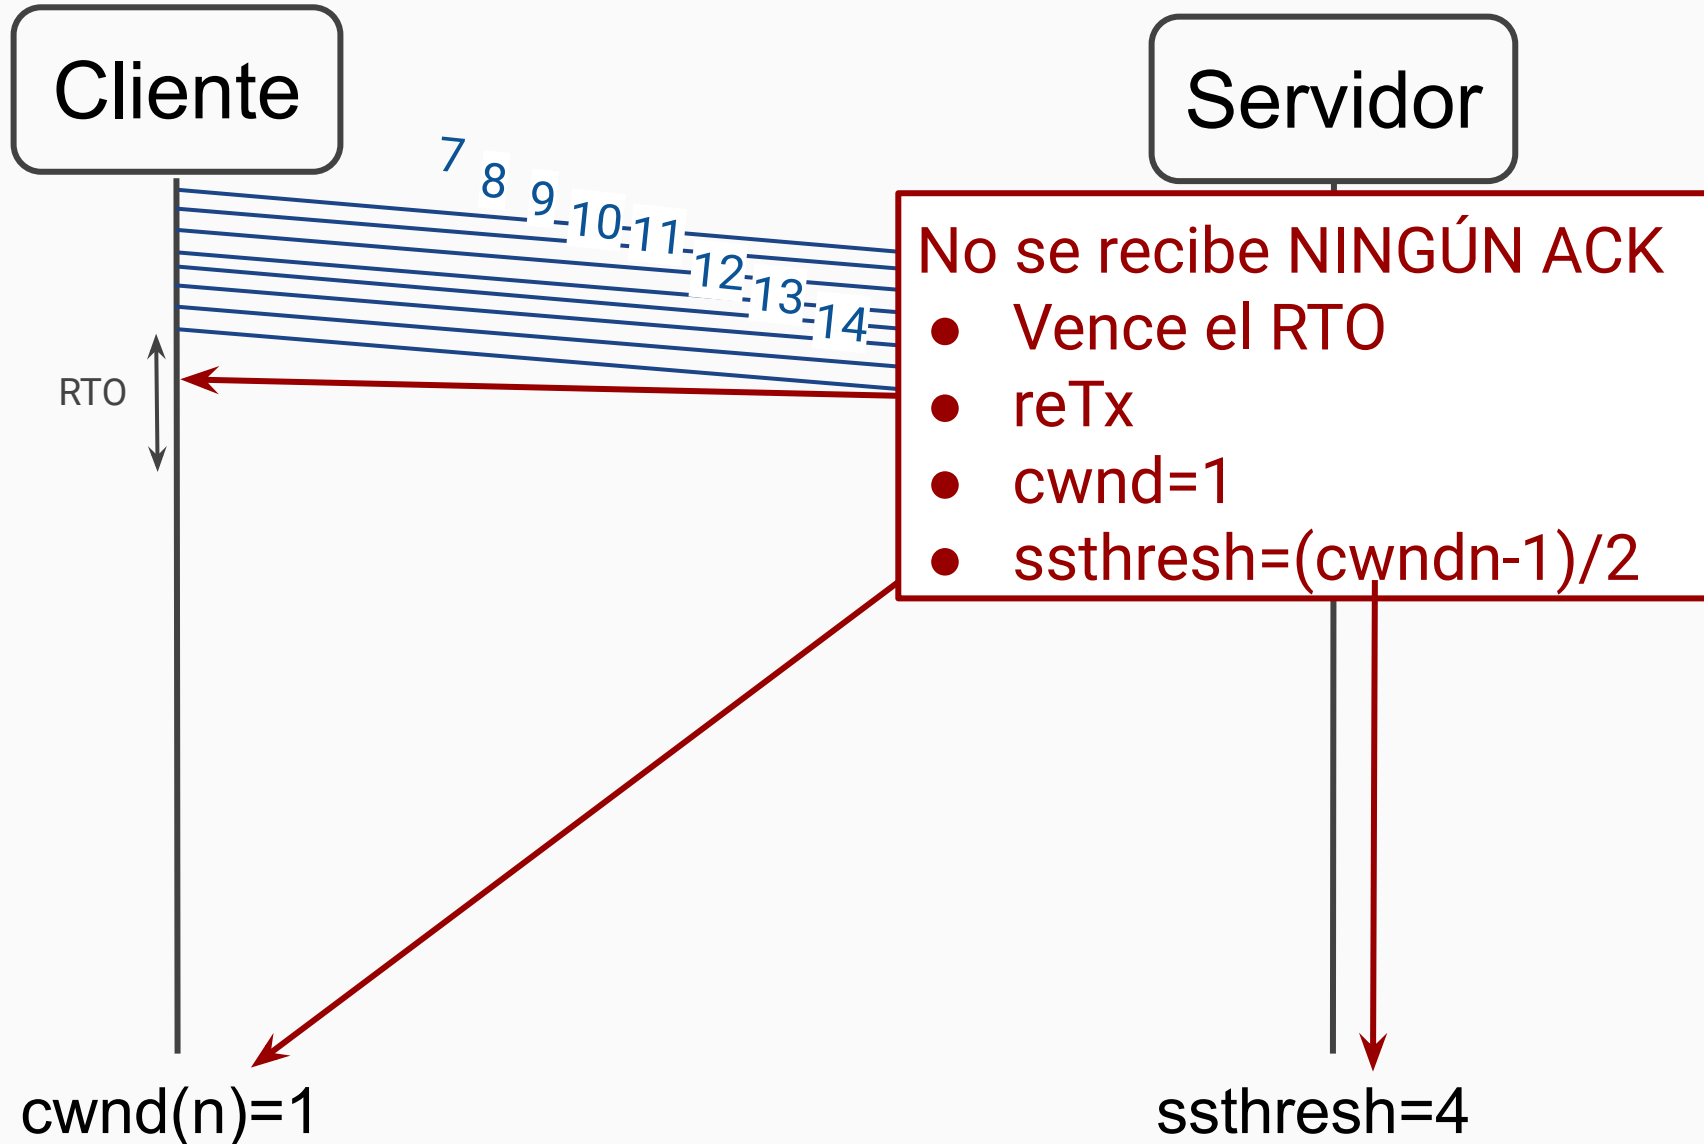 Cliente
Servidor
7
8
9
10
11
12
13
14
No se recibe NINGÚN ACK
● Vence el RTO
● reTx
● cwnd=1
● ssthresh=(cwndn-1)/2
RTO
cwnd(n)=1
ssthresh=4